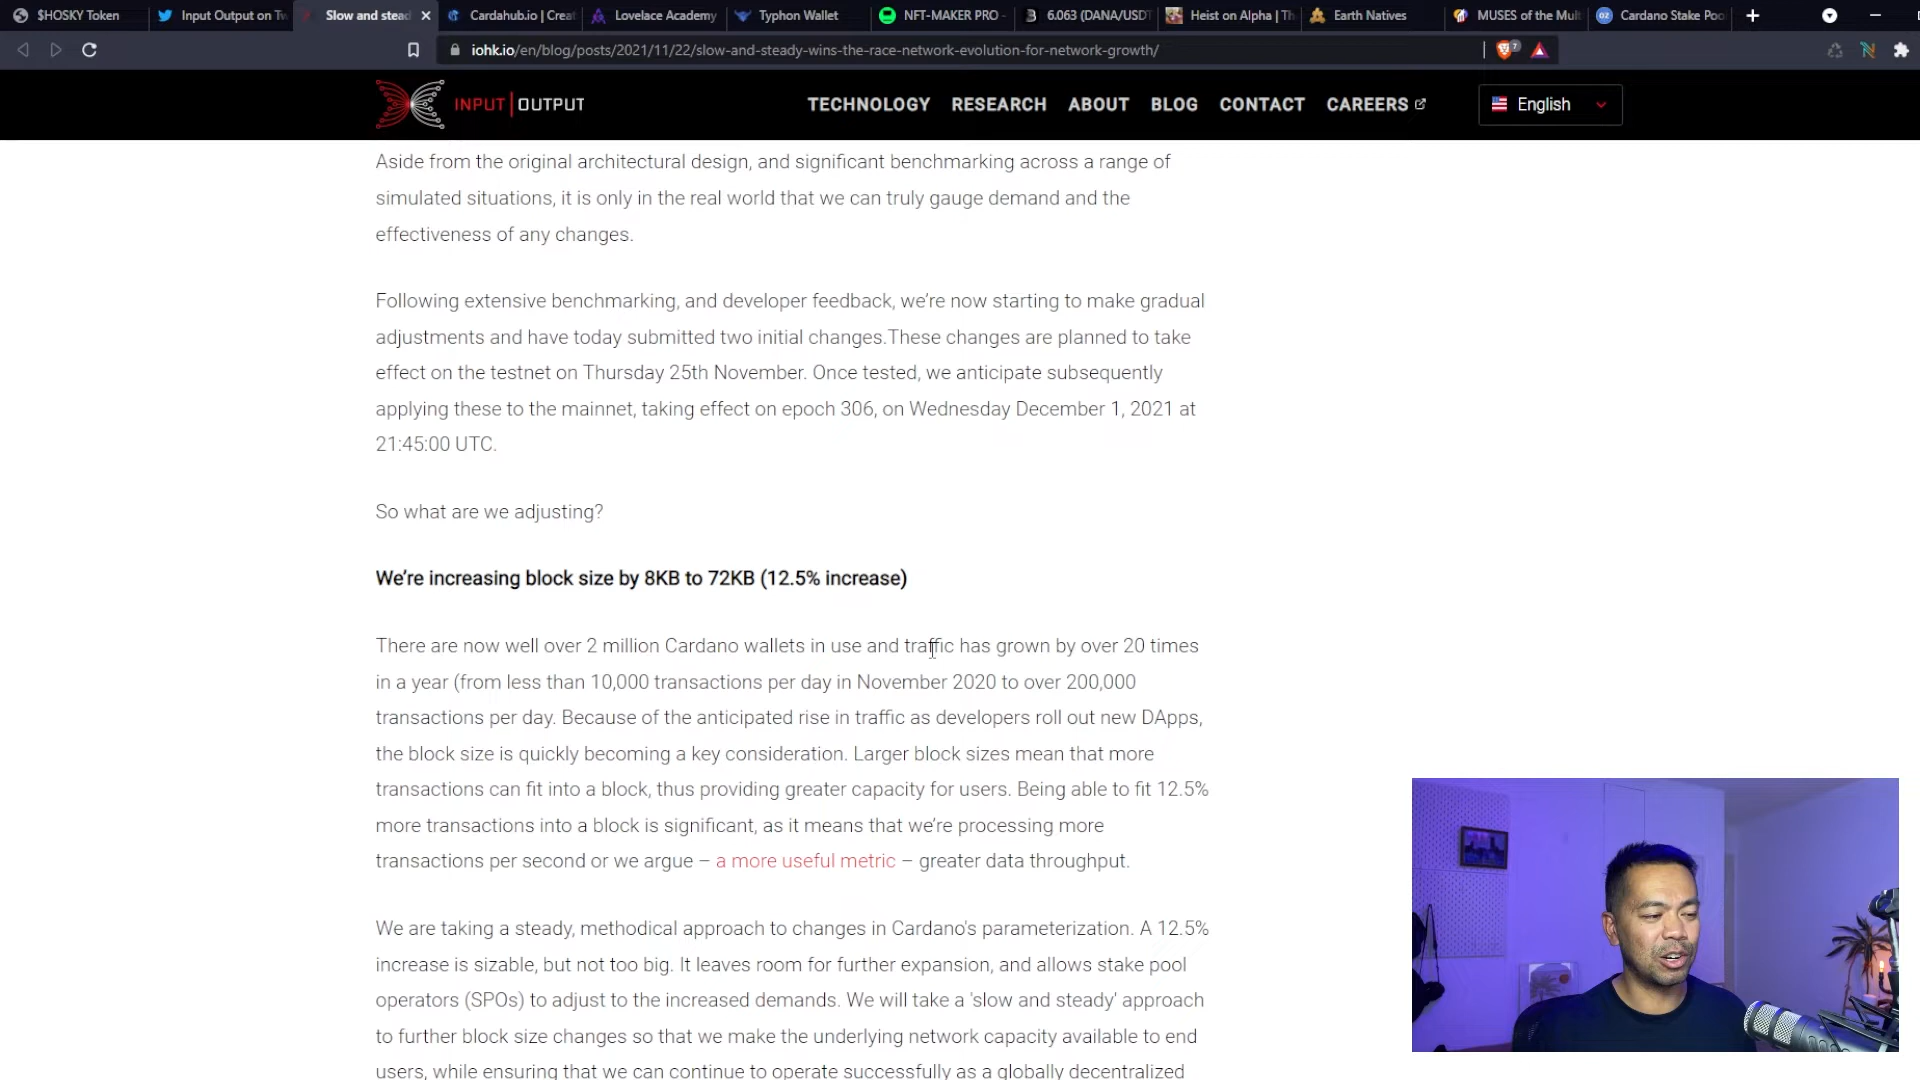 $HOSKY Token
Input Output on Tw
Slow and stead
Cardahub.io | Creat
Lovelace Academy
Typhon Wallet
NFT-MAKER PRO -
6.063 (DANA/USDT
Heist on Alpha | Th
Earth Natives
MUSES of the Mult
Cardano Stake Poo
iohk.io/en/blog/posts/2021/11/22/slow-and-steady-wins-the-race-network-evolution-for-network-growth/
INPUT|OUTPUT
TECHNOLOGY RESEARCH ABOUT BLOG CONTACT CAREERS
English
Aside from the original architectural design, and significant benchmarking across a range of
simulated situations, it is only in the real world that we can truly gauge demand and the
effectiveness of any changes.
Following extensive benchmarking, and developer feedback, we’re now starting to make gradual
adjustments and have today submitted two initial changes.These changes are planned to take
effect on the testnet on Thursday 25th November. Once tested, we anticipate subsequently
applying these to the mainnet, taking effect on epoch 306, on Wednesday December 1, 2021 at
21:45:00 UTC.
So what are we adjusting?
We’re increasing block size by 8KB to 72KB (12.5% increase)
There are now well over 2 million Cardano wallets in use and traffic has grown by over 20 times
in a year (from less than 10,000 transactions per day in November 2020 to over 200,000
transactions per day. Because of the anticipated rise in traffic as developers roll out new DApps,
the block size is quickly becoming a key consideration. Larger block sizes mean that more
transactions can fit into a block, thus providing greater capacity for users. Being able to fit 12.5%
more transactions into a block is significant, as it means that we’re processing more
transactions per second or we argue – a more useful metric – greater data throughput.
We are taking a steady, methodical approach to changes in Cardano's parameterization. A 12.5%
increase is sizable, but not too big. It leaves room for further expansion, and allows stake pool
operators (SPOs) to adjust to the increased demands. We will take a 'slow and steady' approach
to further block size changes so that we make the underlying network capacity available to end
users, while ensuring that we can continue to operate successfully as a globally decentralized